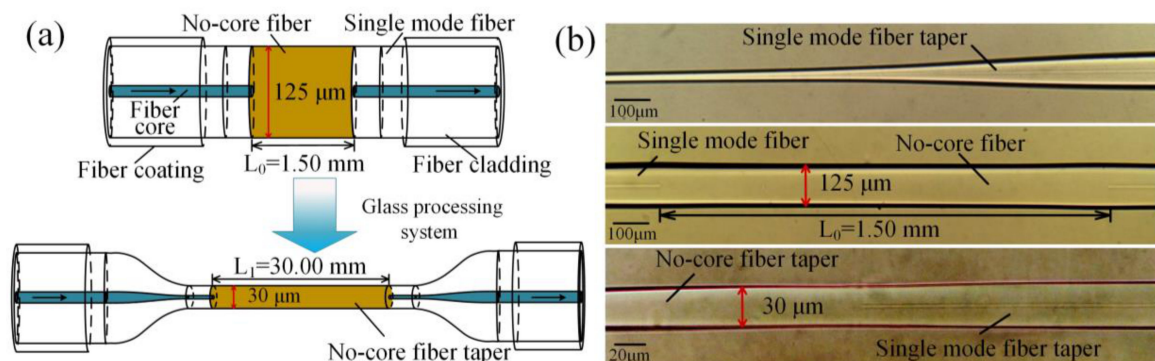 (a)
No-core fiber
Single mode fiber
125 μm
Fiber
core
Fiber coating
L₀=1.50 mm
Fiber cladding
Glass processing
system
L₁=30.00 mm
30 μm
No-core fiber taper
(b)
Single mode fiber taper
100μm
Single mode fiber
No-core fiber
125 μm
100μm
L₀=1.50 mm
No-core fiber taper
30 μm
20μm
Single mode fiber taper